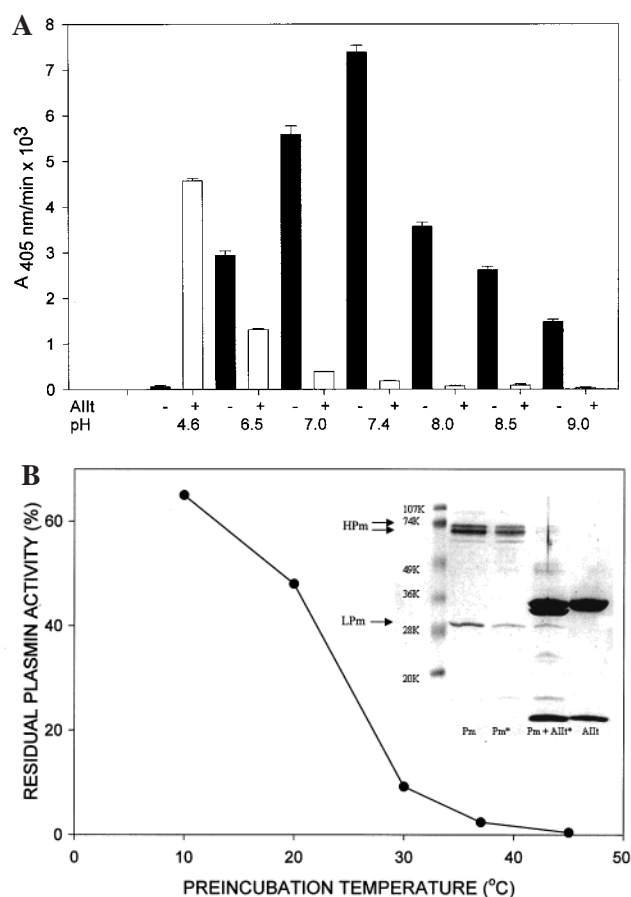 A
8
7
6
5
4
3
2
1
0
A 405 nm/min x 10³
AIIt - + - + - + - + - + - + - +
pH 4.6 6.5 7.0 7.4 8.0 8.5 9.0
B
RESIDUAL PLASMIN ACTIVITY (%)
60
40
20
0
HPm
LPm
107K
74K
49K
36K
28K
20K
Pm Pm* Pm + AIIt* AIIt
0 10 20 30 40 50
PREINCUBATION TEMPERATURE (°C)